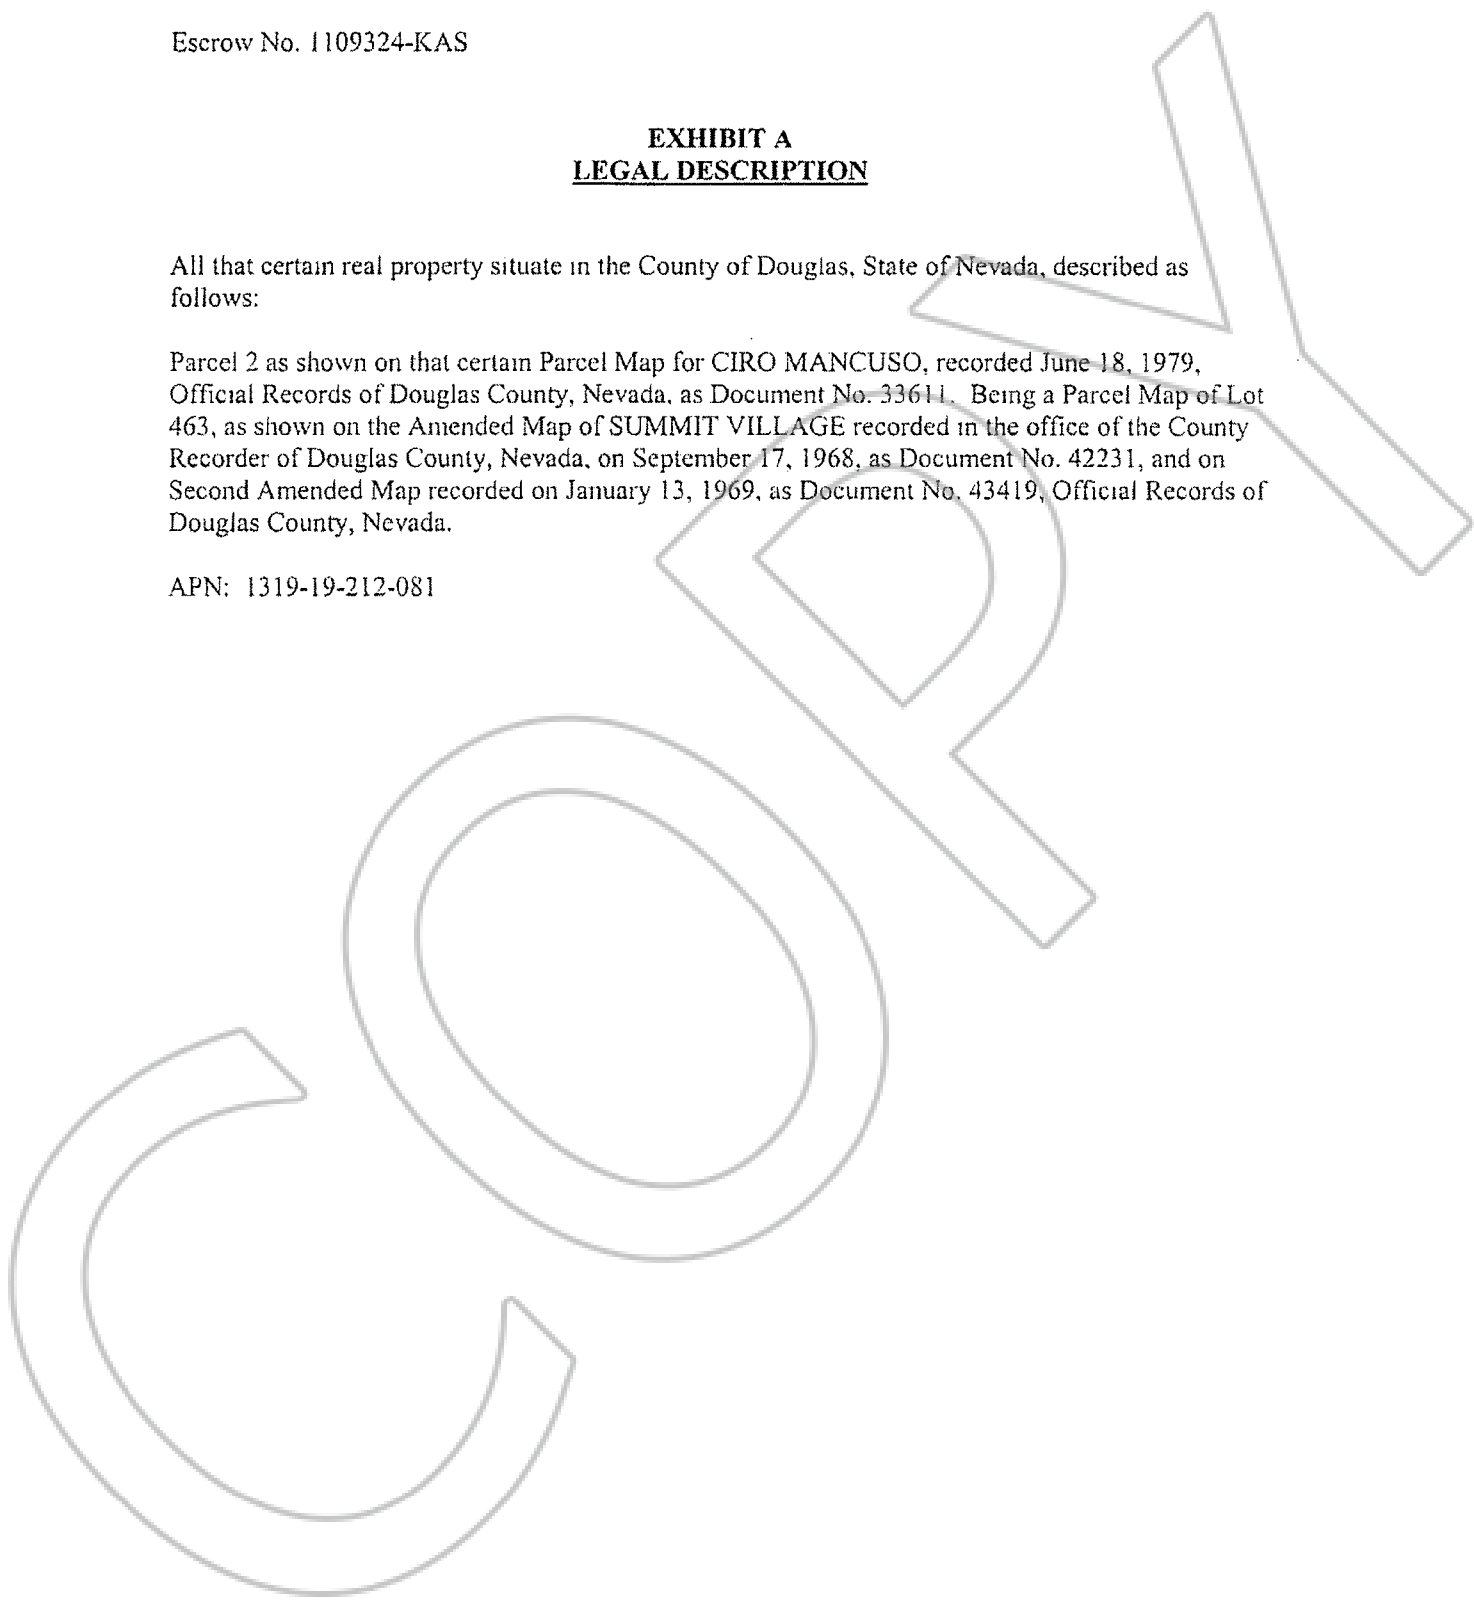 Escrow No. 1109324-KAS
EXHIBIT A
LEGAL DESCRIPTION
All that certain real property situate in the County of Douglas, State of Nevada, described as
follows:
Parcel 2 as shown on that certain Parcel Map for CIRO MANCUSO, recorded June 18, 1979,
Official Records of Douglas County, Nevada, as Document No. 33611.  Being a Parcel Map of Lot
463, as shown on the Amended Map of SUMMIT VILLAGE recorded in the office of the County
Recorder of Douglas County, Nevada, on September 17, 1968, as Document No. 42231, and on
Second Amended Map recorded on January 13, 1969, as Document No. 43419, Official Records of
Douglas County, Nevada.
APN:  1319-19-212-081
COPY